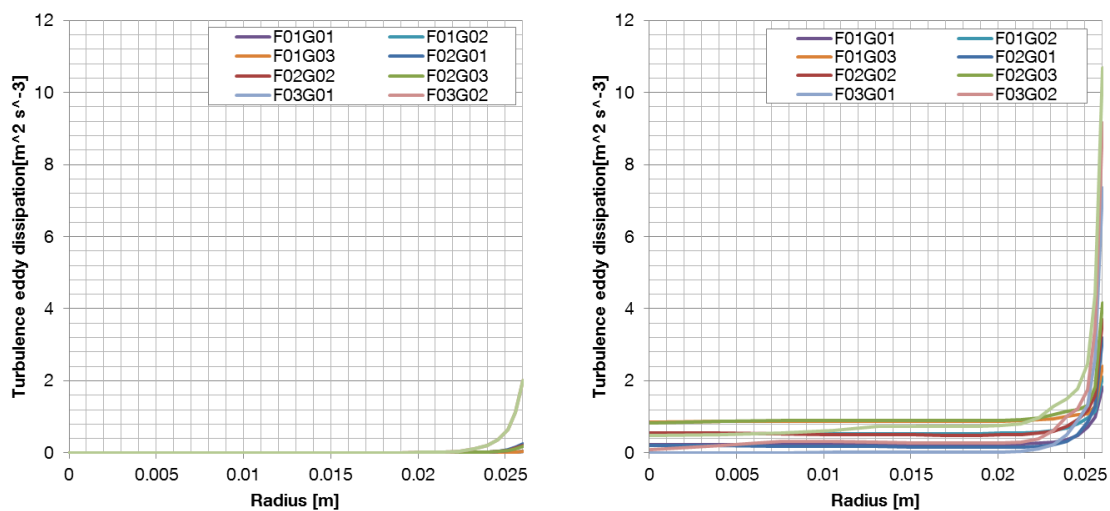 12
10
8
6
4
2
0
Turbulence eddy dissipation[m^2 s^-3]
F01G01 F01G02
F01G03 F02G01
F02G02 F02G03
F03G01 F03G02
0 0.005 0.01 0.015 0.02 0.025
Radius [m]
12
10
8
6
4
2
0
Turbulence eddy dissipation[m^2 s^-3]
F01G01 F01G02
F01G03 F02G01
F02G02 F02G03
F03G01 F03G02
0 0.005 0.01 0.015 0.02 0.025
Radius [m]